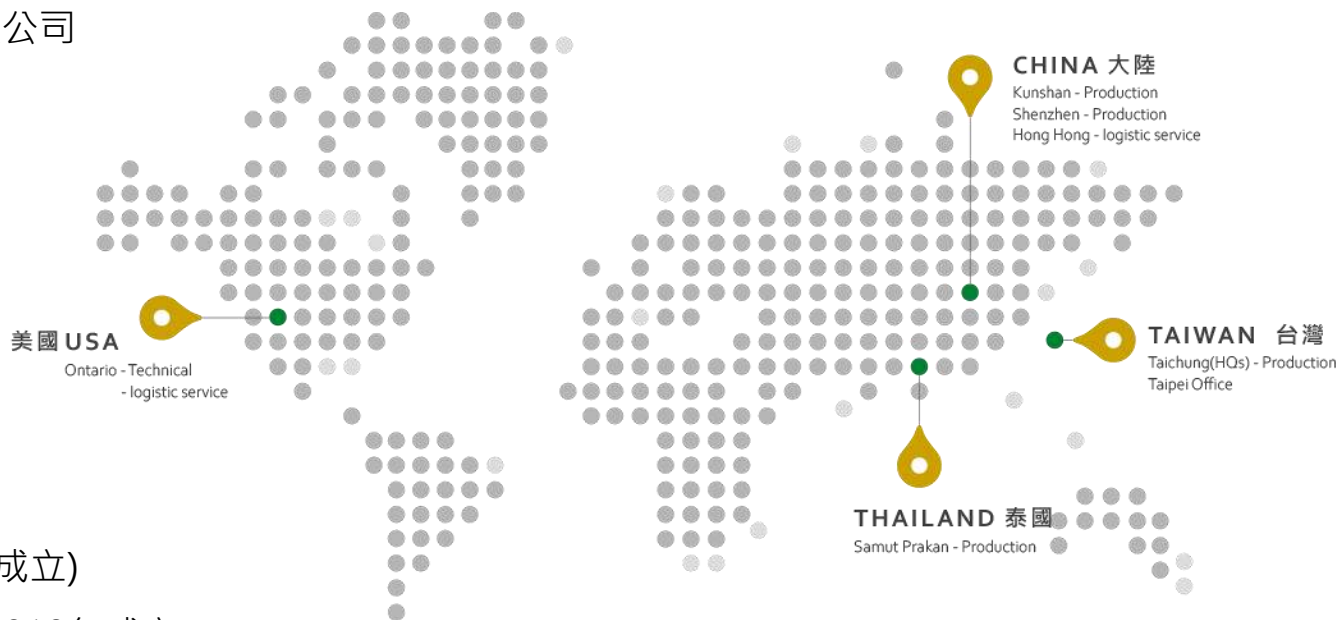 公司
CHINA 大陸
Kunshan - Production
Shenzhen - Production
Hong Hong - logistic service
美國 USA
Ontario - Technical
- logistic service
TAIWAN 台灣
Taichung(HQs) - Production
Taipei Office
THAILAND 泰國
Samut Prakan - Production
成立)